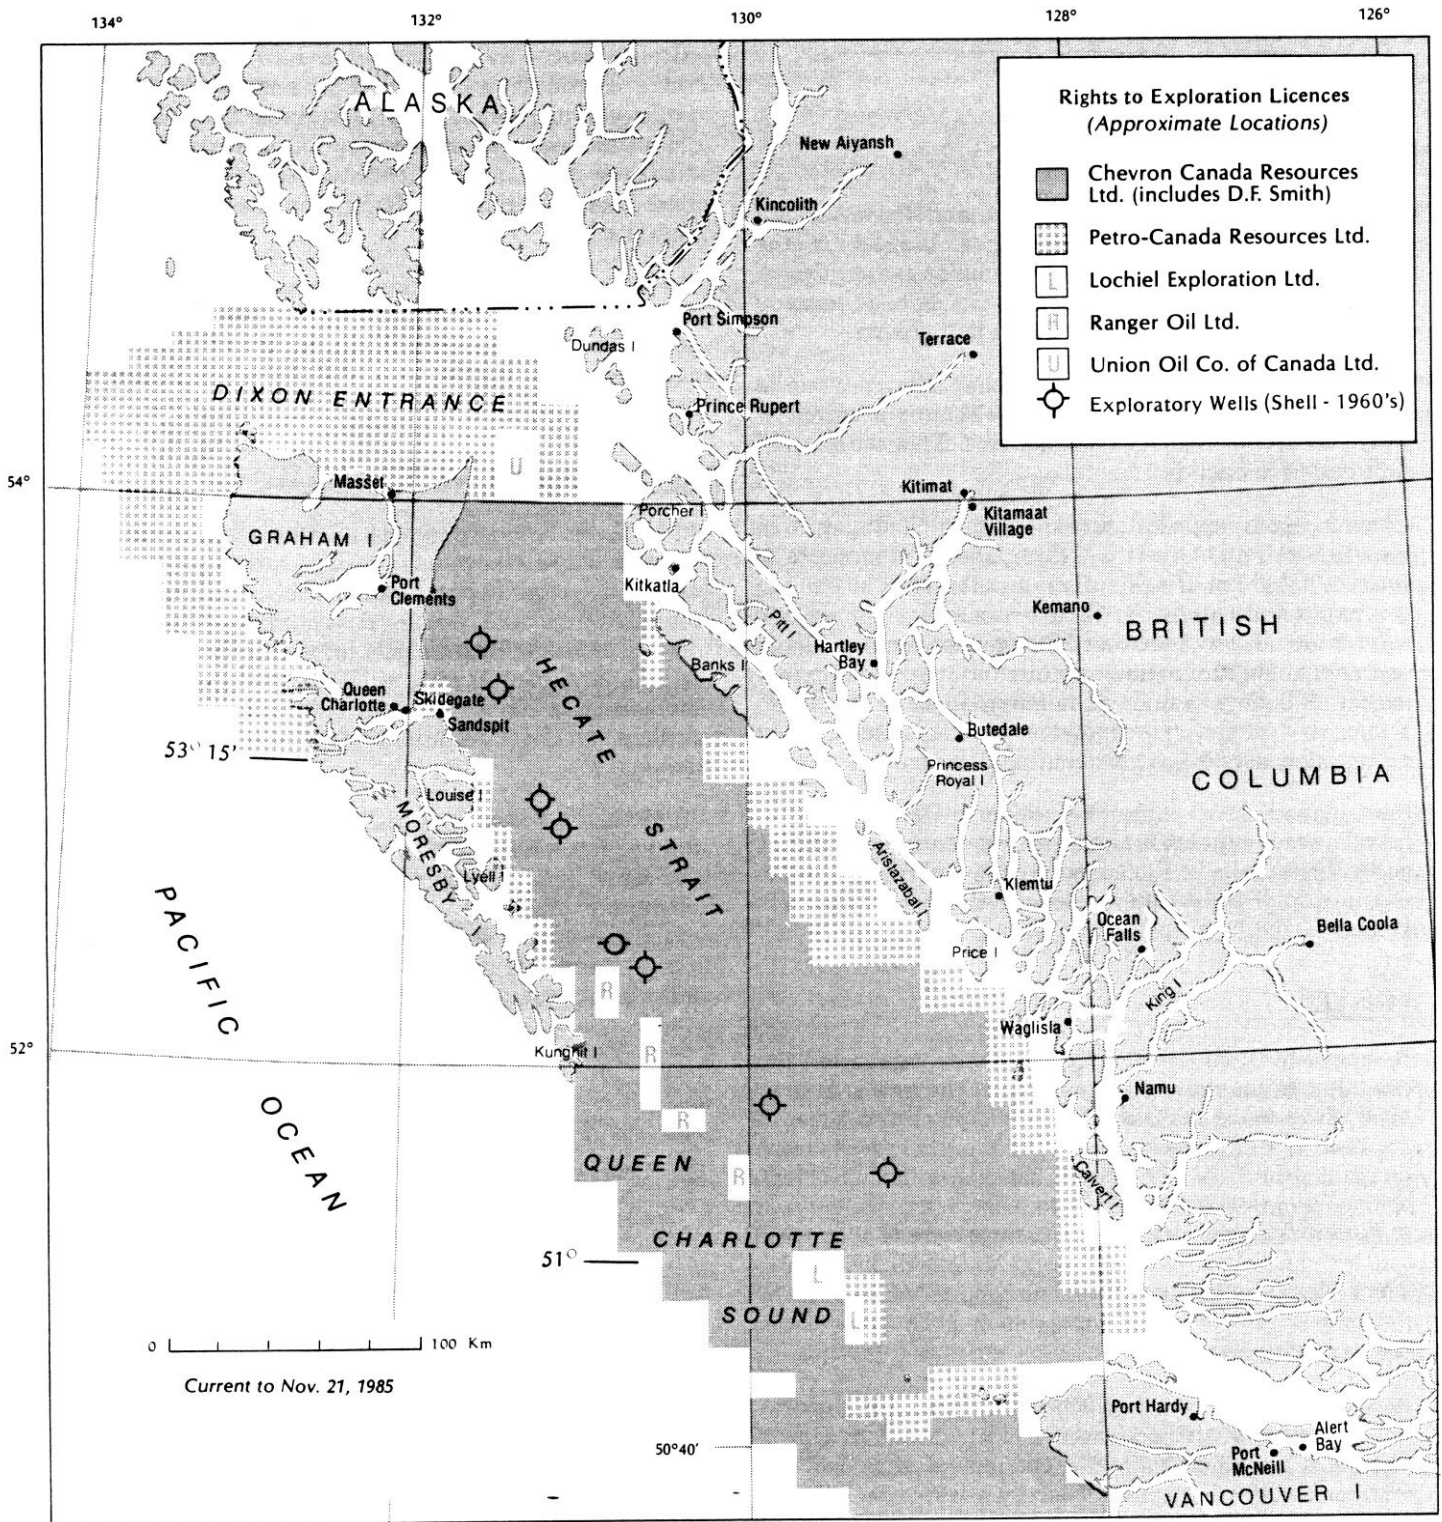 134°
132°
130°
128°
126°
Rights to Exploration Licences
(Approximate Locations)
Chevron Canada Resources
Ltd. (includes D.F. Smith)
Petro-Canada Resources Ltd.
L
Lochiel Exploration Ltd.
R
Ranger Oil Ltd.
U
Union Oil Co. of Canada Ltd.
Exploratory Wells (Shell - 1960's)
ALASKA
New Aiyansh
Kincolith
Port Simpson
Dundas I
Terrace
DIXON ENTRANCE
Prince Rupert
U
54°
Masset
Kitimat
Kitamaat
Village
Porcher I
GRAHAM I
Port
Clements
Kitkatla
Kemano
BRITISH
Pitt I
Hartley
Bay
Banks I
HECATE
STRAIT
Queen
Charlotte
Skidegate
Sandspit
Butedale
53° 15'
Princess
Royal I
COLUMBIA
Louise I
MORESBY I
Lyell I
Aristazabal I
Klemtu
Ocean
Falls
Bella Coola
PACIFIC
OCEAN
Price I
King I
R
Waglisla
52°
Kunghit I
R
Namu
R
QUEEN
R
Calvert I
CHARLOTTE
51°
L
SOUND
L
0
100 Km
Current to Nov. 21, 1985
Port Hardy
Alert
Bay
50°40'
Port
McNeill
VANCOUVER I